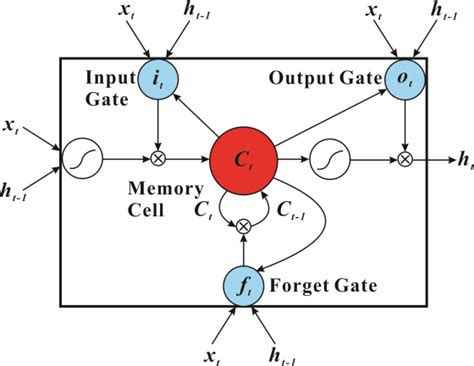 x_t h_{t-1} x_t h_{t-1}
Input
Gate
i_t
Output Gate
o_t
x_t
C_t
h_t
h_{t-1}
Memory
Cell
C_t
C_{t-1}
f_t
Forget Gate
x_t h_{t-1}